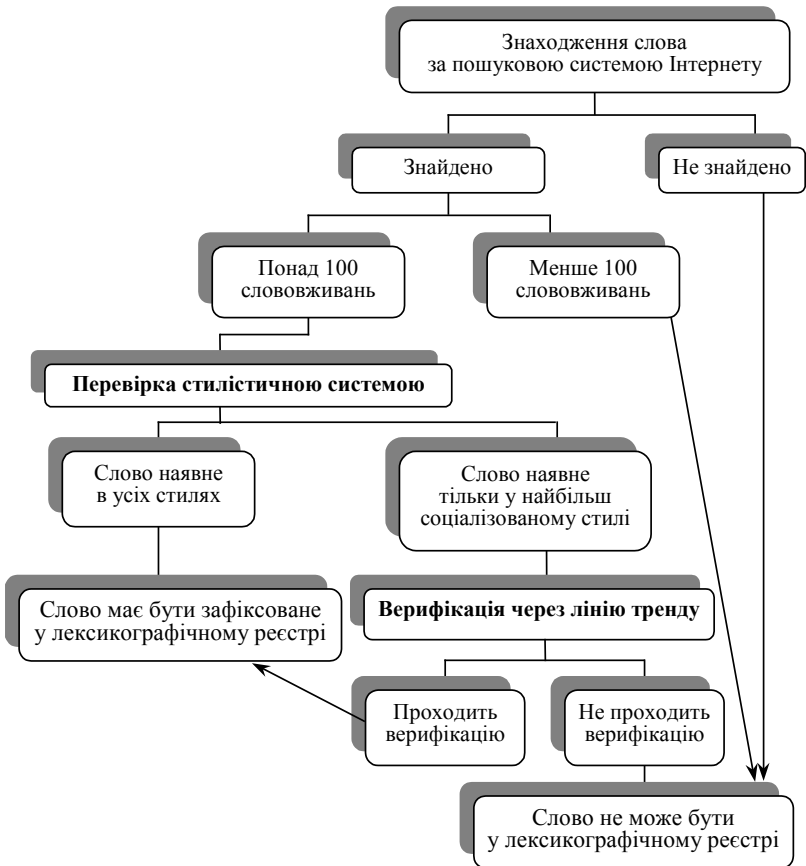 Знаходження слова
за пошуковою системою Інтернету
Знайдено
Не знайдено
Понад 100
слововживань
Менше 100
слововживань
Перевірка стилістичною системою
Слово наявне
в усіх стилях
Слово наявне
тільки у найбільш
соціалізованому стилі
Слово має бути зафіксоване
у лексикографічному реєстрі
Верифікація через лінію тренду
Проходить
верифікацію
Не проходить
верифікацію
Слово не може бути
у лексикографічному реєстрі